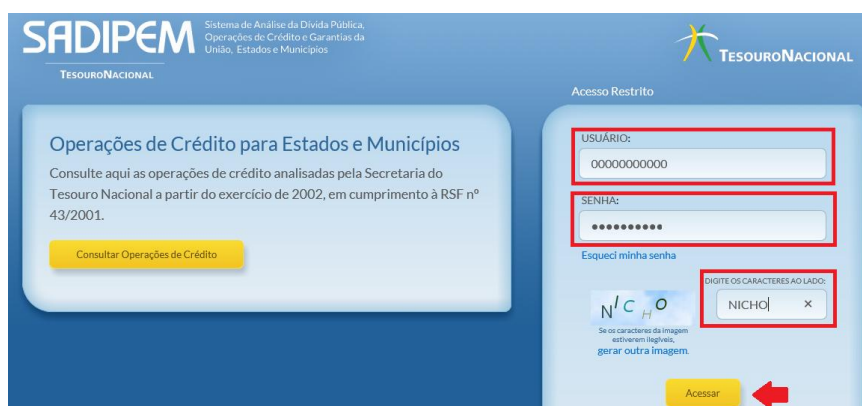 SADIPEM
Sistema de Análise da Dívida Pública,
Operações de Crédito e Garantias da
União, Estados e Municípios
TESOURONACIONAL
TESOURONACIONAL
Acesso Restrito
Operações de Crédito para Estados e Municípios
Consulte aqui as operações de crédito analisadas pela Secretaria do
Tesouro Nacional a partir do exercício de 2002, em cumprimento à RSF nº
43/2001.
Consultar Operações de Crédito
USUÁRIO:
00000000000
SENHA:
••••••••••
Esqueci minha senha
DIGITE OS CARACTERES AO LADO:
NICHO
NICHO ×
Se os caracteres da imagem
estiverem ilegíveis,
gerar outra imagem.
Acessar